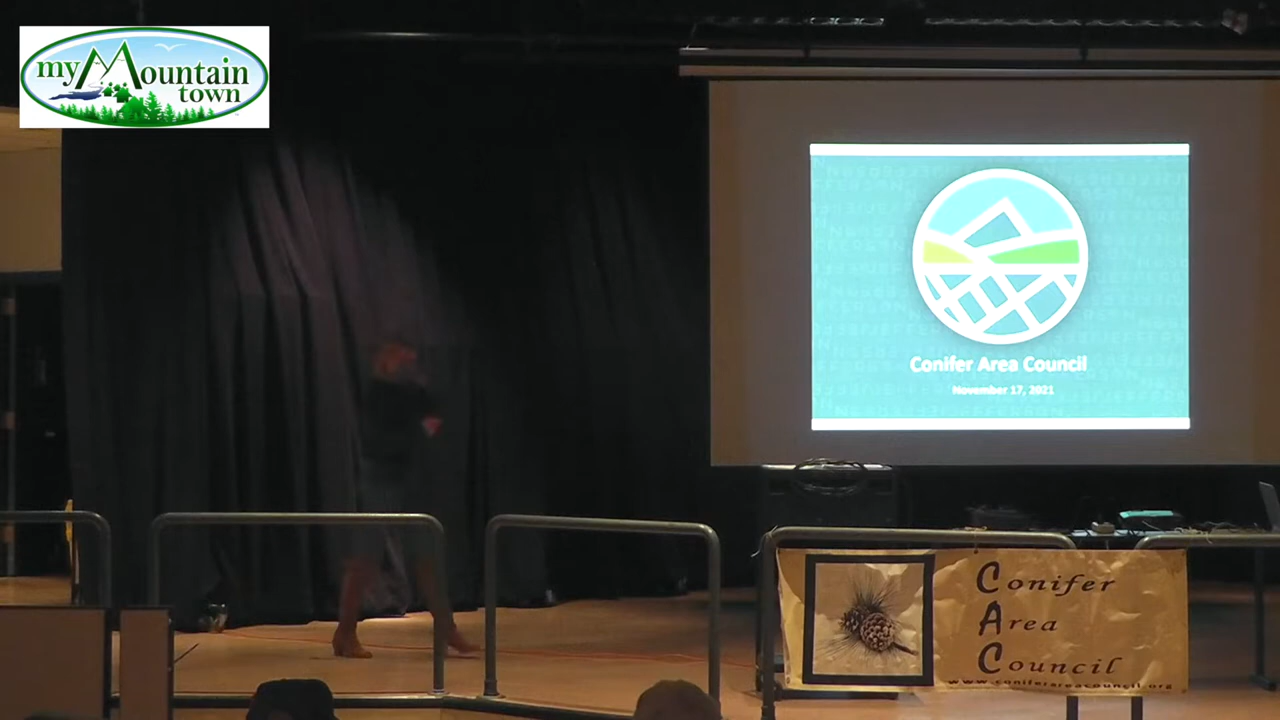 my Mountain
town
Conifer Area Council
November 17, 2021
Conifer
Area
Council
www.coniferareacouncil.org